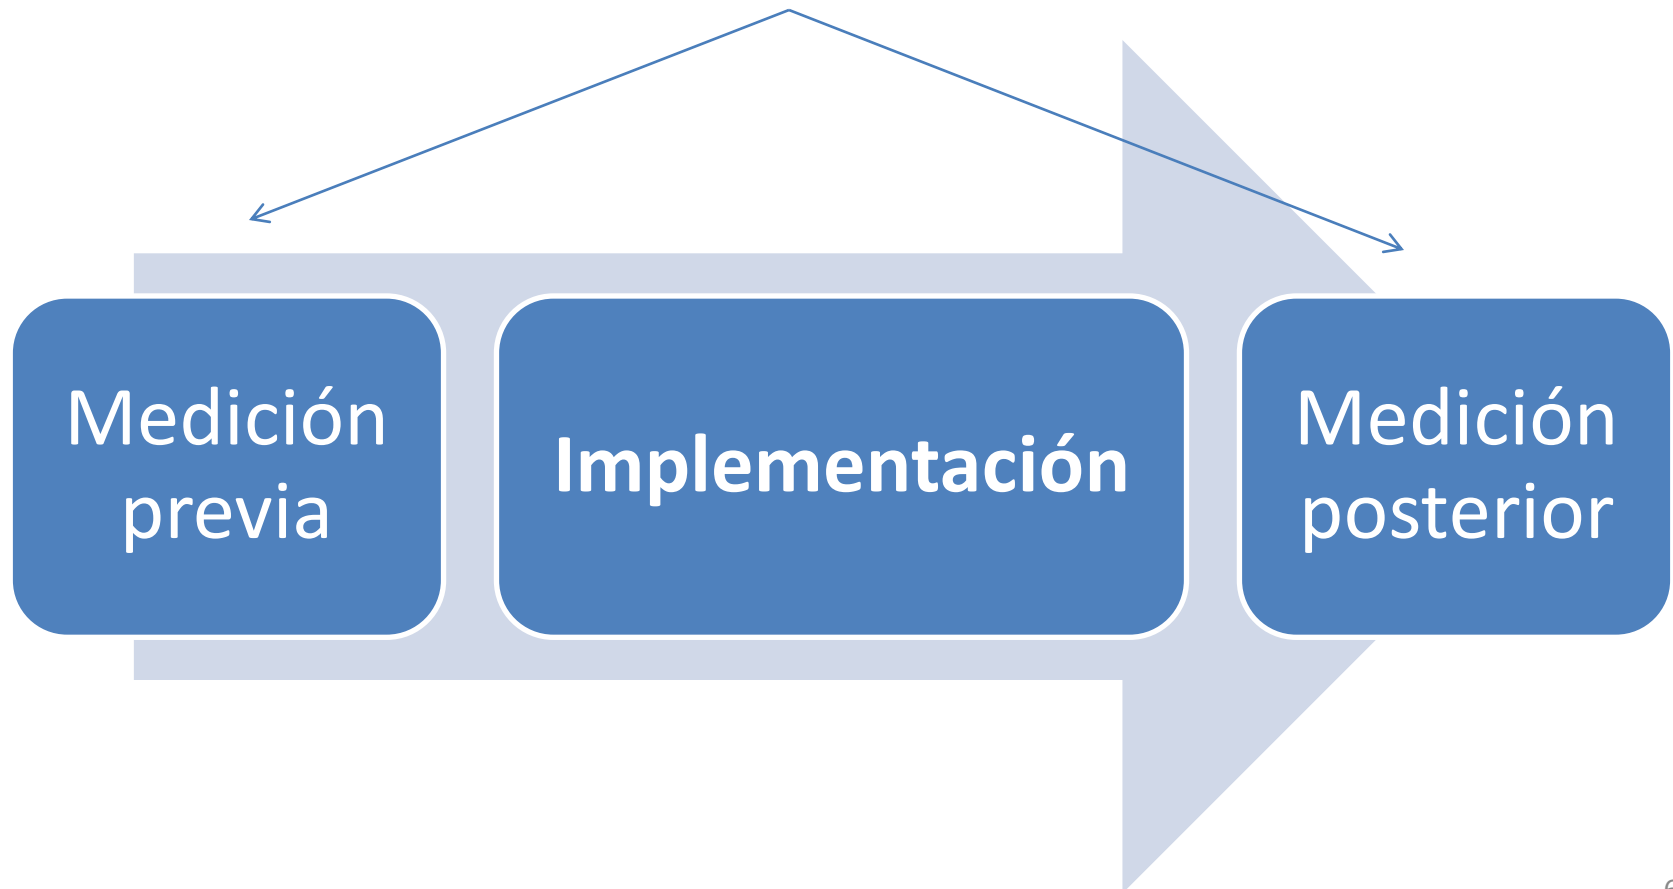 Medición
previa
Implementación
Medición
posterior